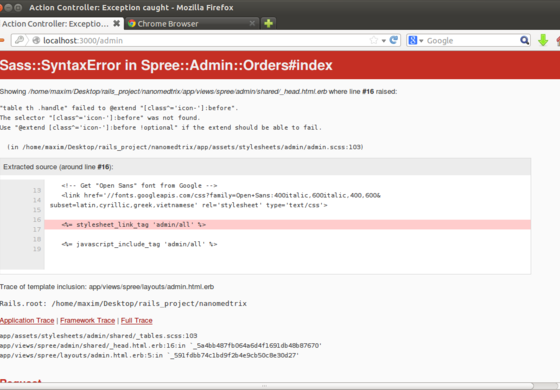 Action Controller: Exception caught - Mozilla Firefox
Action Controller: Exceptio...
Chrome Browser
localhost:3000/admin
Google
Sass::SyntaxError in Spree::Admin::Orders#index
Showing /home/maxim/Desktop/rails_project/nanomedtrix/app/views/spree/admin/shared/_head.html.erb where line #16 raised:
"table th .handle" failed to @extend "[class^='icon-']:before".
The selector "[class^='icon-']:before" was not found.
Use "@extend [class^='icon-']:before !optional" if the extend should be able to fail.
(in /home/maxim/Desktop/rails_project/nanomedtrix/app/assets/stylesheets/admin/admin.scss:103)
Extracted source (around line #16):
13 <!-- Get "Open Sans" font from Google -->
14 <link href='//fonts.googleapis.com/css?family=Open+Sans:400italic,600italic,400,600&
15 subset=latin,cyrillic,greek,vietnamese' rel='stylesheet' type='text/css'>
16
17 <%= stylesheet_link_tag 'admin/all' %>
18
19 <%= javascript_include_tag 'admin/all' %>
Trace of template inclusion: app/views/spree/layouts/admin.html.erb
Rails.root: /home/maxim/Desktop/rails_project/nanomedtrix
Application Trace | Framework Trace | Full Trace
app/assets/stylesheets/admin/shared/_tables.scss:103
app/views/spree/admin/shared/_head.html.erb:16:in `_5a4bb487fb064a6d4f1691db48b87670'
app/views/spree/layouts/admin.html.erb:5:in `_591fdbb74c1bd9f2b4e9cb50c8e30d27'
Request